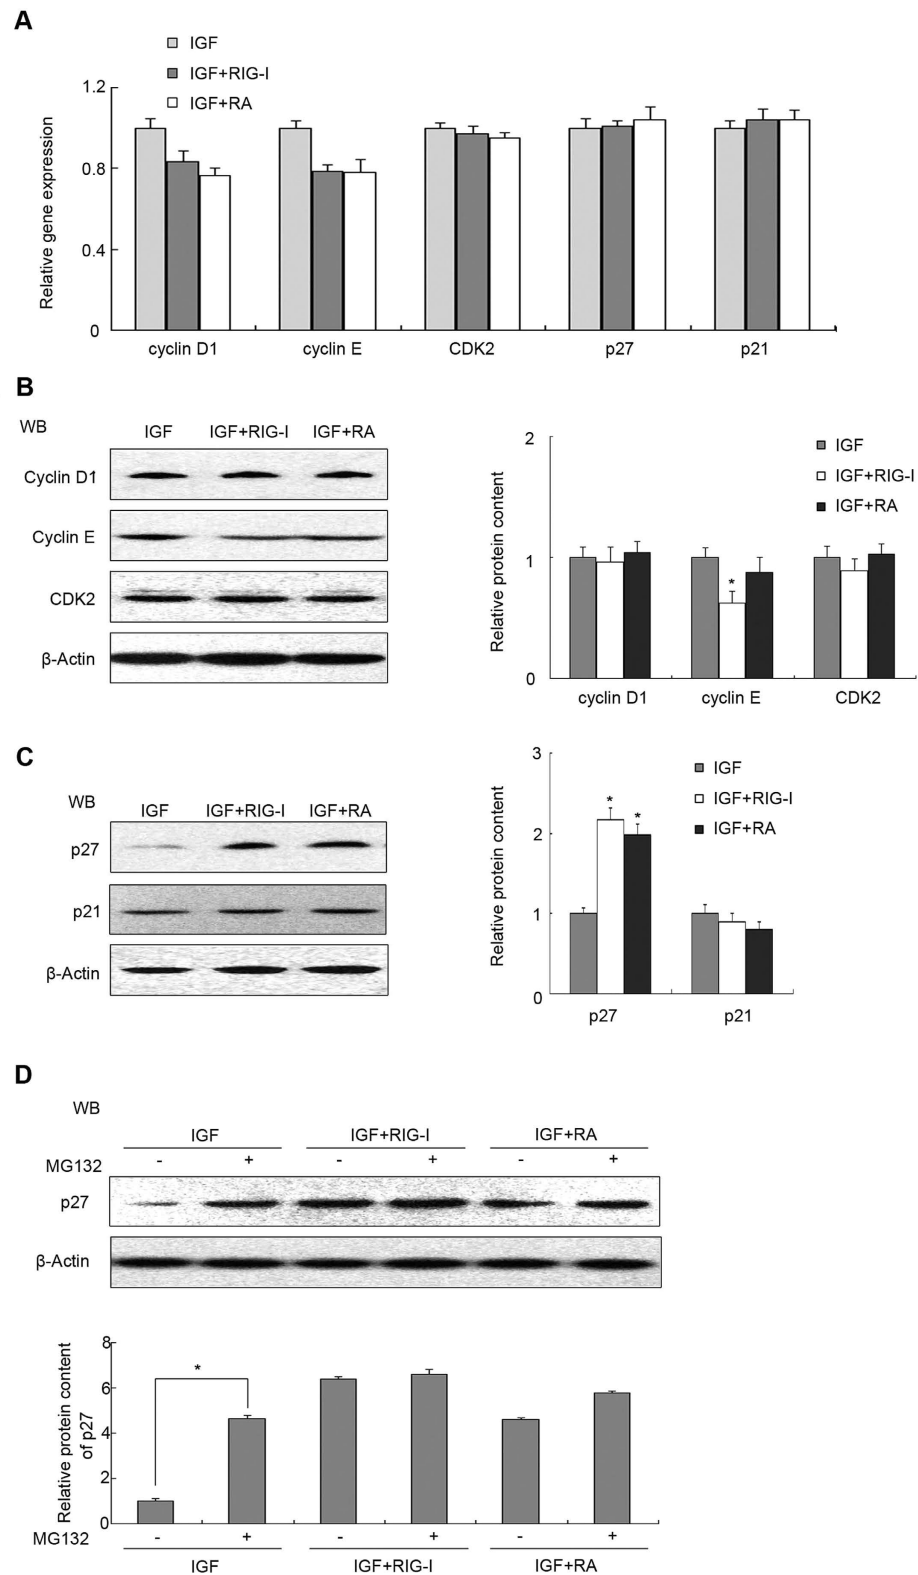 A
IGF
IGF+RIG-I
IGF+RA
Relative gene expression
1.2
0.8
0.4
0
cyclin D1 cyclin E CDK2 p27 p21
B
WB
IGF IGF+RIG-I IGF+RA
Cyclin D1
Cyclin E
CDK2
β-Actin
Relative protein content
2
1
0
IGF
IGF+RIG-I
IGF+RA
*
cyclin D1 cyclin E CDK2
C
WB
IGF IGF+RIG-I IGF+RA
p27
p21
β-Actin
Relative protein content
3
2
1
0
IGF
IGF+RIG-I
IGF+RA
* *
p27 p21
D
WB
IGF IGF+RIG-I IGF+RA
MG132 - + - + - +
p27
β-Actin
Relative protein content
of p27
8
6
4
2
0
*
MG132 - + - + - +
IGF IGF+RIG-I IGF+RA